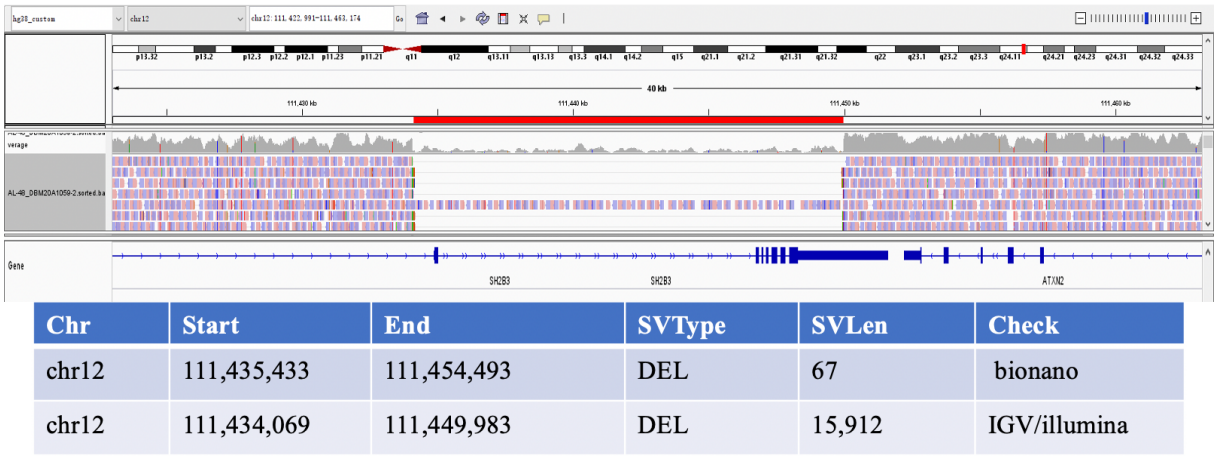 hg38_custom chr12 chr12:111,422,991-111,463,174 Go
p13.32 p13.2 p12.3 p12.2 p12.1 p11.23 p11.21 q11 q12 q13.11 q13.13 q13.3 q14.1 q14.2 q15 q21.1 q21.2 q21.31 q21.32 q22 q23.1 q23.2 q23.3 q24.11 q24.21 q24.23 q24.31 q24.32 q24.33
40 kb
111,430 kb 111,440 kb 111,450 kb 111,460 kb
verage
AL-4B_DBM20A1059-2.sorted.ba
Gene
SH2B3 SH2B3 ATXN2
Chr Start End SVType SVLen Check
chr12 111,435,433 111,454,493 DEL 67 bionano
chr12 111,434,069 111,449,983 DEL 15,912 IGV/illumina